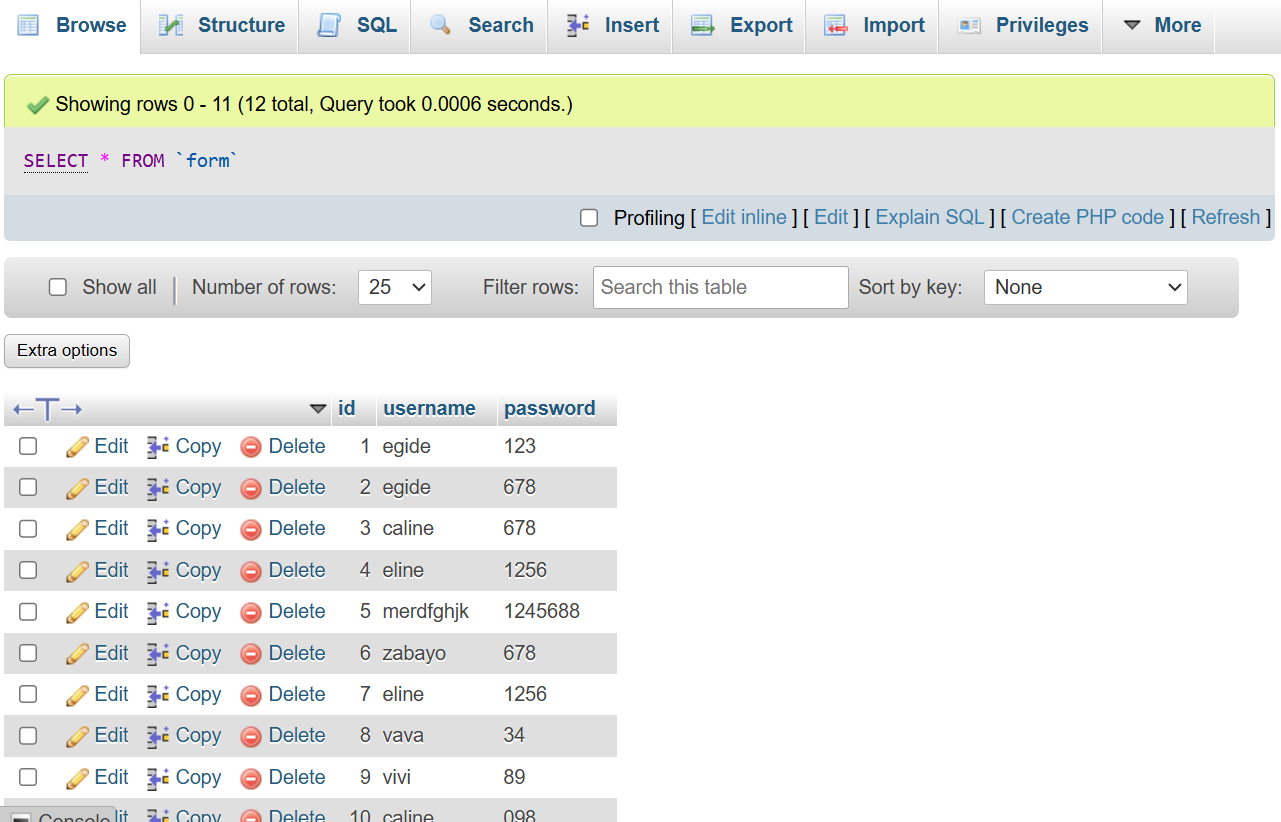 Browse Structure SQL Search Insert Export Import Privileges More
Showing rows 0 - 11 (12 total, Query took 0.0006 seconds.)
SELECT * FROM `form`
Profiling [ Edit inline ] [ Edit ] [ Explain SQL ] [ Create PHP code ] [ Refresh ]
Show all | Number of rows: 25 Filter rows: Search this table Sort by key: None
Extra options
←T→ id username password
Edit Copy Delete 1 egide 123
Edit Copy Delete 2 egide 678
Edit Copy Delete 3 caline 678
Edit Copy Delete 4 eline 1256
Edit Copy Delete 5 merdfghjk 1245688
Edit Copy Delete 6 zabayo 678
Edit Copy Delete 7 eline 1256
Edit Copy Delete 8 vava 34
Edit Copy Delete 9 vivi 89
Console Copy Delete 10 caline 098